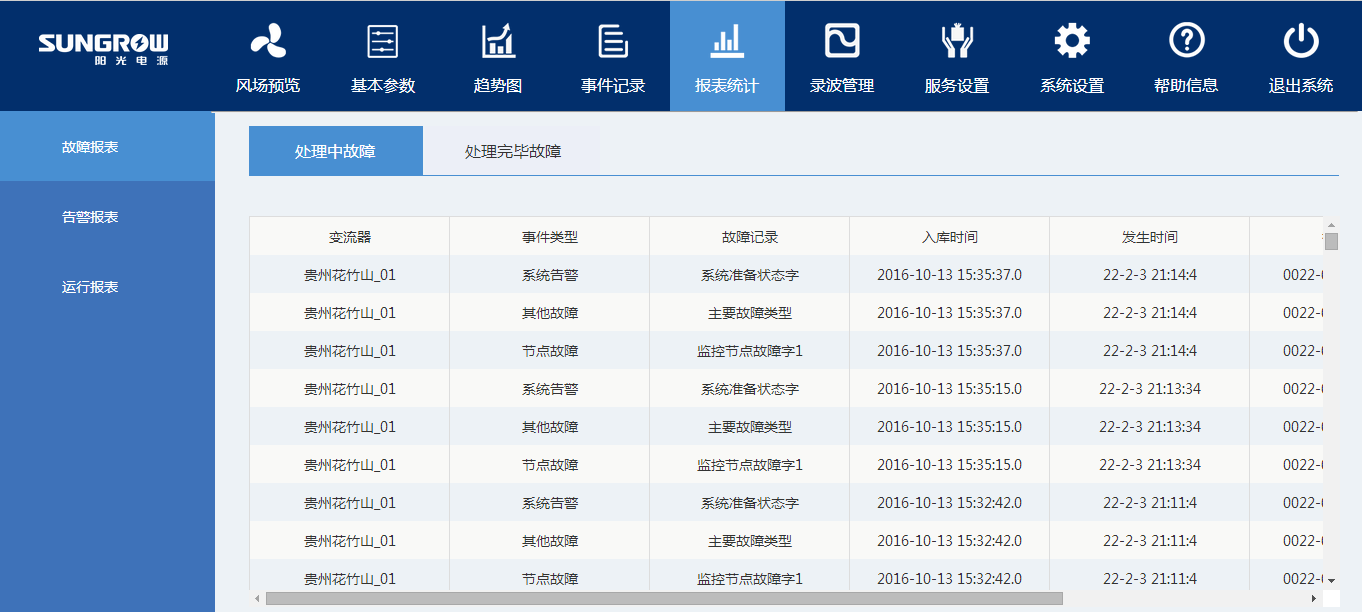 SUNGROW
阳光电源
风场预览 基本参数 趋势图 事件记录 报表统计 录波管理 服务设置 系统设置 帮助信息 退出系统
故障报表
告警报表
运行报表
处理中故障 处理完毕故障
变流器 事件类型 故障记录 入库时间 发生时间
贵州花竹山_01 系统告警 系统准备状态字 2016-10-13 15:35:37.0 22-2-3 21:14:4 0022-
贵州花竹山_01 其他故障 主要故障类型 2016-10-13 15:35:37.0 22-2-3 21:14:4 0022-
贵州花竹山_01 节点故障 监控节点故障字1 2016-10-13 15:35:37.0 22-2-3 21:14:4 0022-
贵州花竹山_01 系统告警 系统准备状态字 2016-10-13 15:35:15.0 22-2-3 21:13:34 0022-
贵州花竹山_01 其他故障 主要故障类型 2016-10-13 15:35:15.0 22-2-3 21:13:34 0022-
贵州花竹山_01 节点故障 监控节点故障字1 2016-10-13 15:35:15.0 22-2-3 21:13:34 0022-
贵州花竹山_01 系统告警 系统准备状态字 2016-10-13 15:32:42.0 22-2-3 21:11:4 0022-
贵州花竹山_01 其他故障 主要故障类型 2016-10-13 15:32:42.0 22-2-3 21:11:4 0022-
贵州花竹山_01 节点故障 监控节点故障字1 2016-10-13 15:32:42.0 22-2-3 21:11:4 0022-